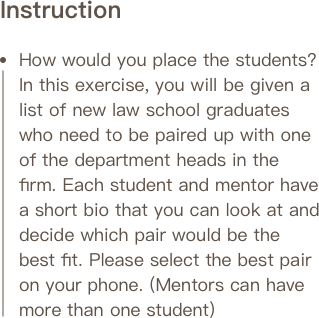 Instruction
• How would you place the students?
In this exercise, you will be given a
list of new law school graduates
who need to be paired up with one
of the department heads in the
firm. Each student and mentor have
a short bio that you can look at and
decide which pair would be the
best fit. Please select the best pair
on your phone. (Mentors can have
more than one student)